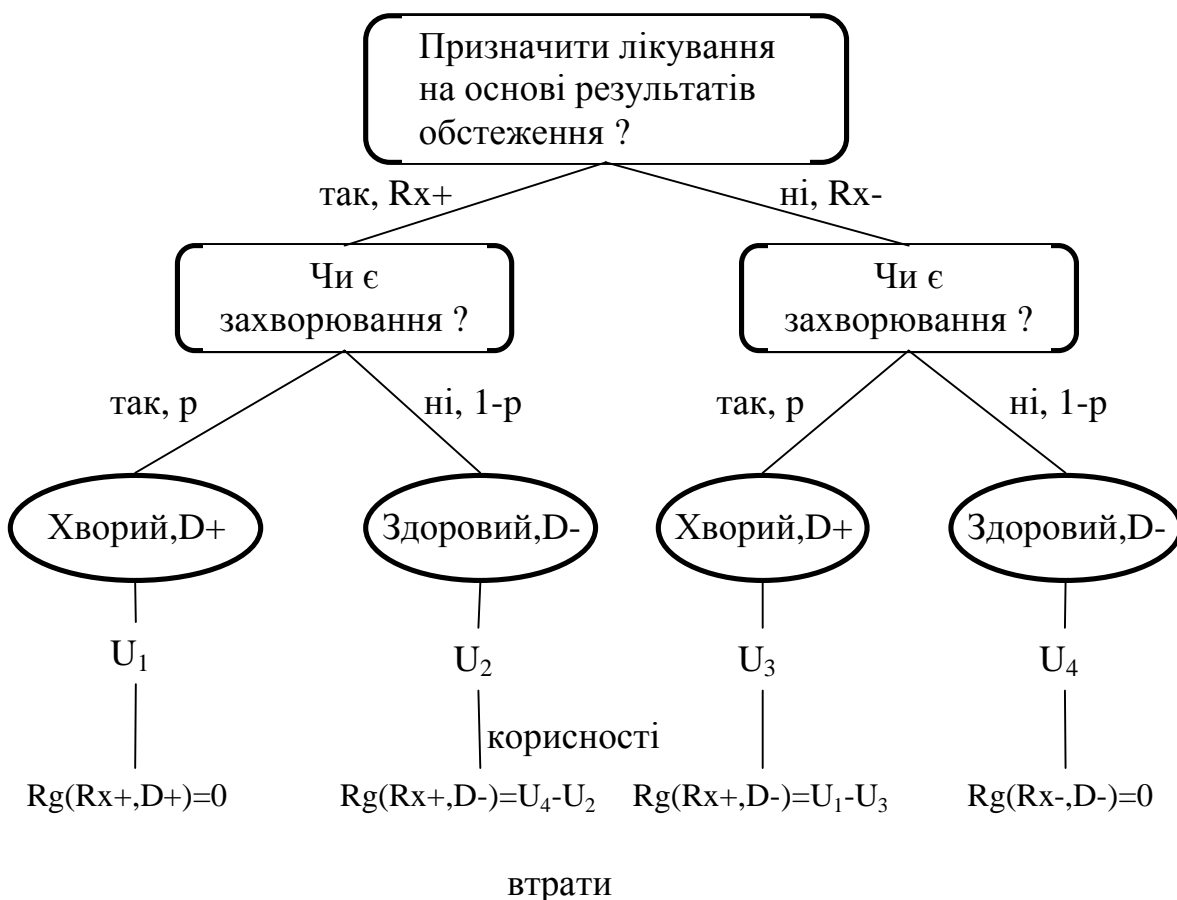 Призначити лікування
на основі результатів
обстеження ?
так, Rx+
ні, Rx-
Чи є
захворювання ?
Чи є
захворювання ?
так, p
ні, 1-p
так, p
ні, 1-p
Хворий,D+
Здоровий,D-
Хворий,D+
Здоровий,D-
U₁
U₂
U₃
U₄
корисності
Rg(Rx+,D+)=0
Rg(Rx+,D-)=U₄-U₂
Rg(Rx+,D-)=U₁-U₃
Rg(Rx-,D-)=0
втрати